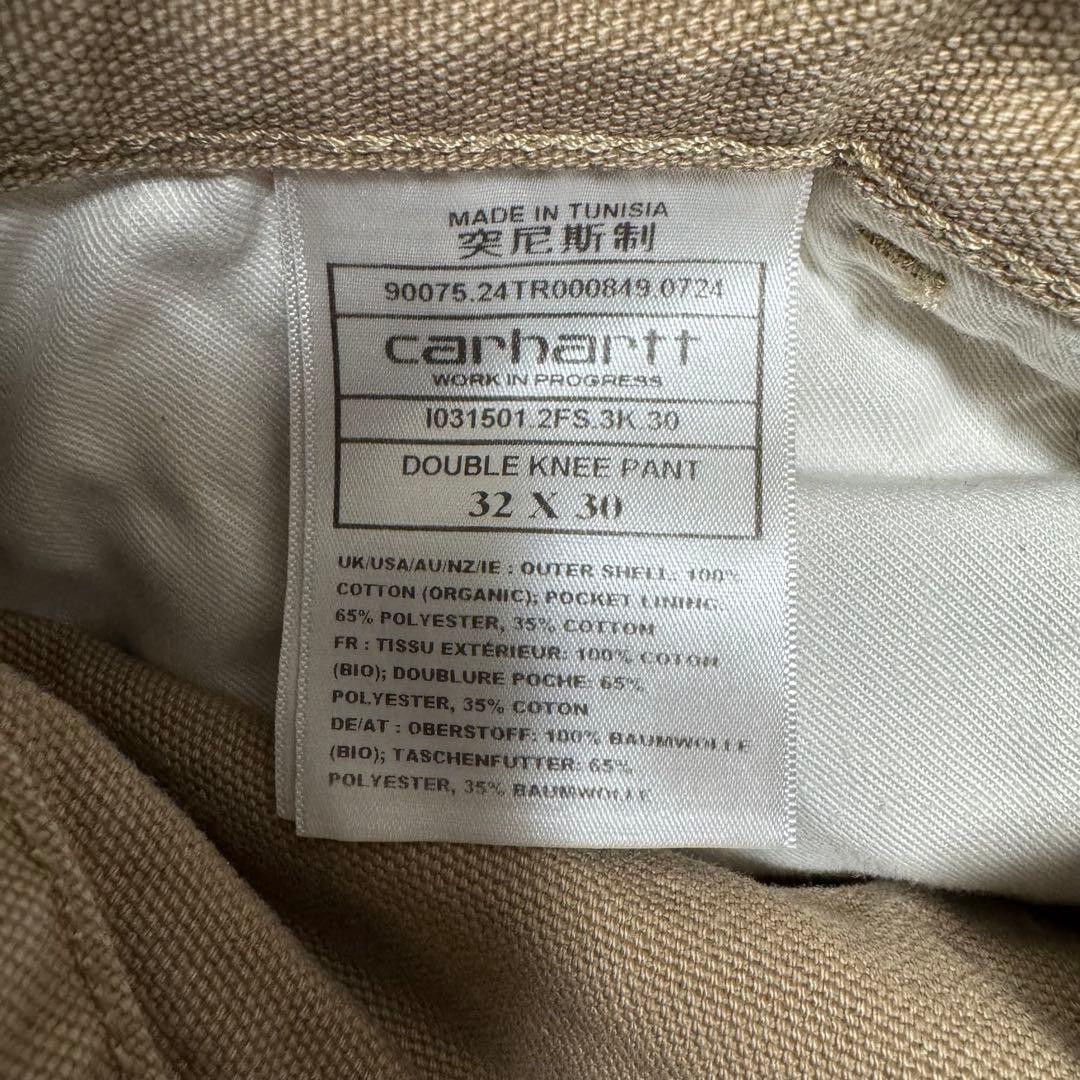 MADE IN TUNISIA
突尼斯制
90075.24TR000849.0724
carhartt
WORK IN PROGRESS
I031501.2FS.3K.30
DOUBLE KNEE PANT
32 X 30
UK/USA/AU/NZ/IE : OUTER SHELL: 100%
COTTON (ORGANIC); POCKET LINING:
65% POLYESTER, 35% COTTON
FR : TISSU EXTÉRIEUR: 100% COTON
(BIO); DOUBLURE POCHE: 65%
POLYESTER, 35% COTON
DE/AT : OBERSTOFF: 100% BAUMWOLLE
(BIO); TASCHENFUTTER: 65%
POLYESTER, 35% BAUMWOLLE